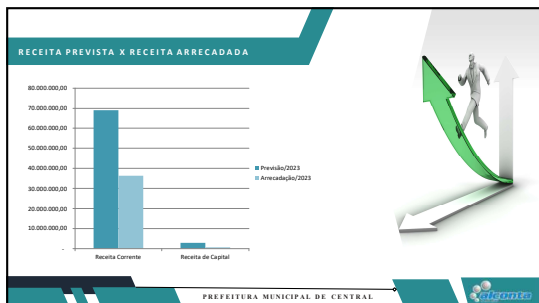 RECEITA PREVISTA X RECEITA ARRECADADA
80.000.000,00
70.000.000,00
60.000.000,00
50.000.000,00
40.000.000,00
30.000.000,00
20.000.000,00
10.000.000,00
-
Receita Corrente
Receita de Capital
Previsão/2023
Arrecadação/2023
PREFEITURA MUNICIPAL DE CENTRAL
alconta